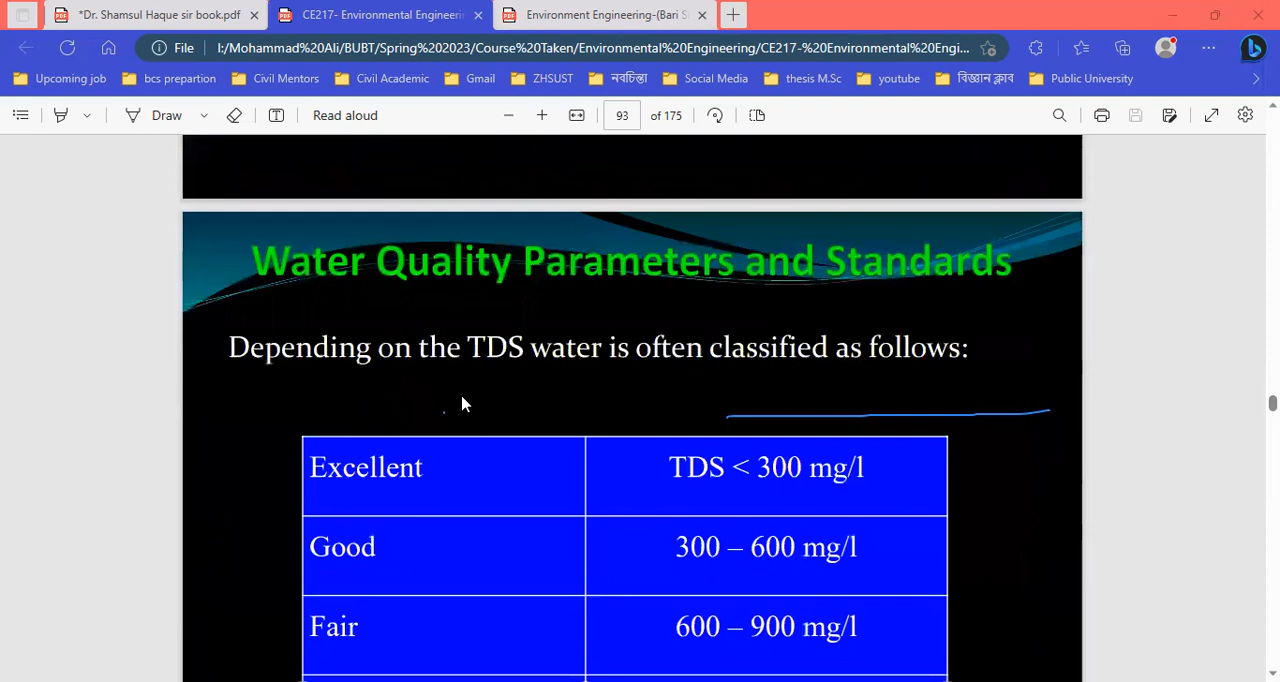 *Dr. Shamsul Haque sir book.pdf
CE217- Environmental Engineerin
Environment Engineering-(Bari S
File
I:/Mohammad%20Ali/BUBT/Spring%202023/Course%20Taken/Environmental%20Engineering/CE217-%20Environmental%20Engi...
Upcoming job
bcs prepartion
Civil Mentors
Civil Academic
Gmail
ZHSUST
নবচিন্তা
Social Media
thesis M.Sc
youtube
বিজ্ঞান ক্লাব
Public University
Draw
Read aloud
93
of 175
Water Quality Parameters and Standards
Depending on the TDS water is often classified as follows:
Excellent
TDS < 300 mg/l
Good
300 – 600 mg/l
Fair
600 – 900 mg/l